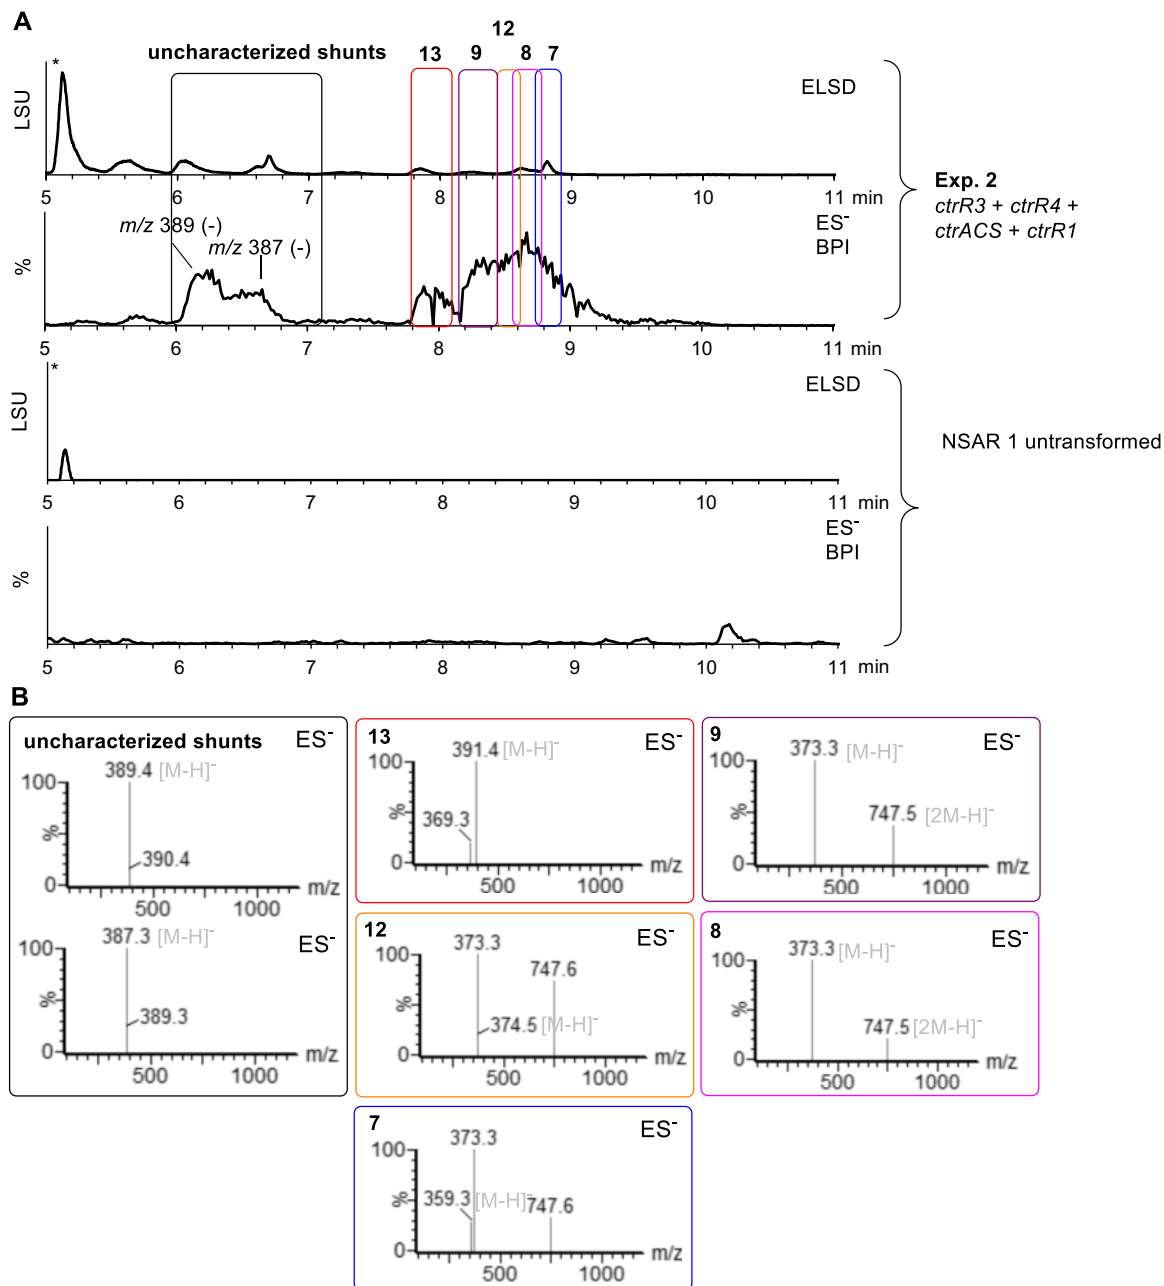 A
12
uncharacterized shunts 13 9 8 7
*
LSU
ELSD
5 6 7 8 9 10 11 min
Exp. 2
ctrR3 + ctrR4 +
ctrACS + ctrR1
m/z 389 (-)
m/z 387 (-)
%
ES-
BPI
5 6 7 8 9 10 11 min
*
LSU
ELSD
5 6 7 8 9 10 11 min
NSAR 1 untransformed
%
ES-
BPI
5 6 7 8 9 10 11 min
B
uncharacterized shunts ES-
389.4 [M-H]-
100
%
390.4
0
m/z
500 1000
387.3 [M-H]-
ES-
100
%
389.3
0
m/z
500 1000
13 ES-
391.4 [M-H]-
100
%
369.3
0
m/z
500 1000
9 ES-
373.3 [M-H]-
100
%
747.5 [2M-H]-
0
m/z
500 1000
12 ES-
373.3
100
747.6
%
374.5 [M-H]-
0
m/z
500 1000
8 ES-
373.3 [M-H]-
100
%
747.5 [2M-H]-
0
m/z
500 1000
7 ES-
373.3
100
%
359.3 [M-H]- 747.6
0
m/z
500 1000